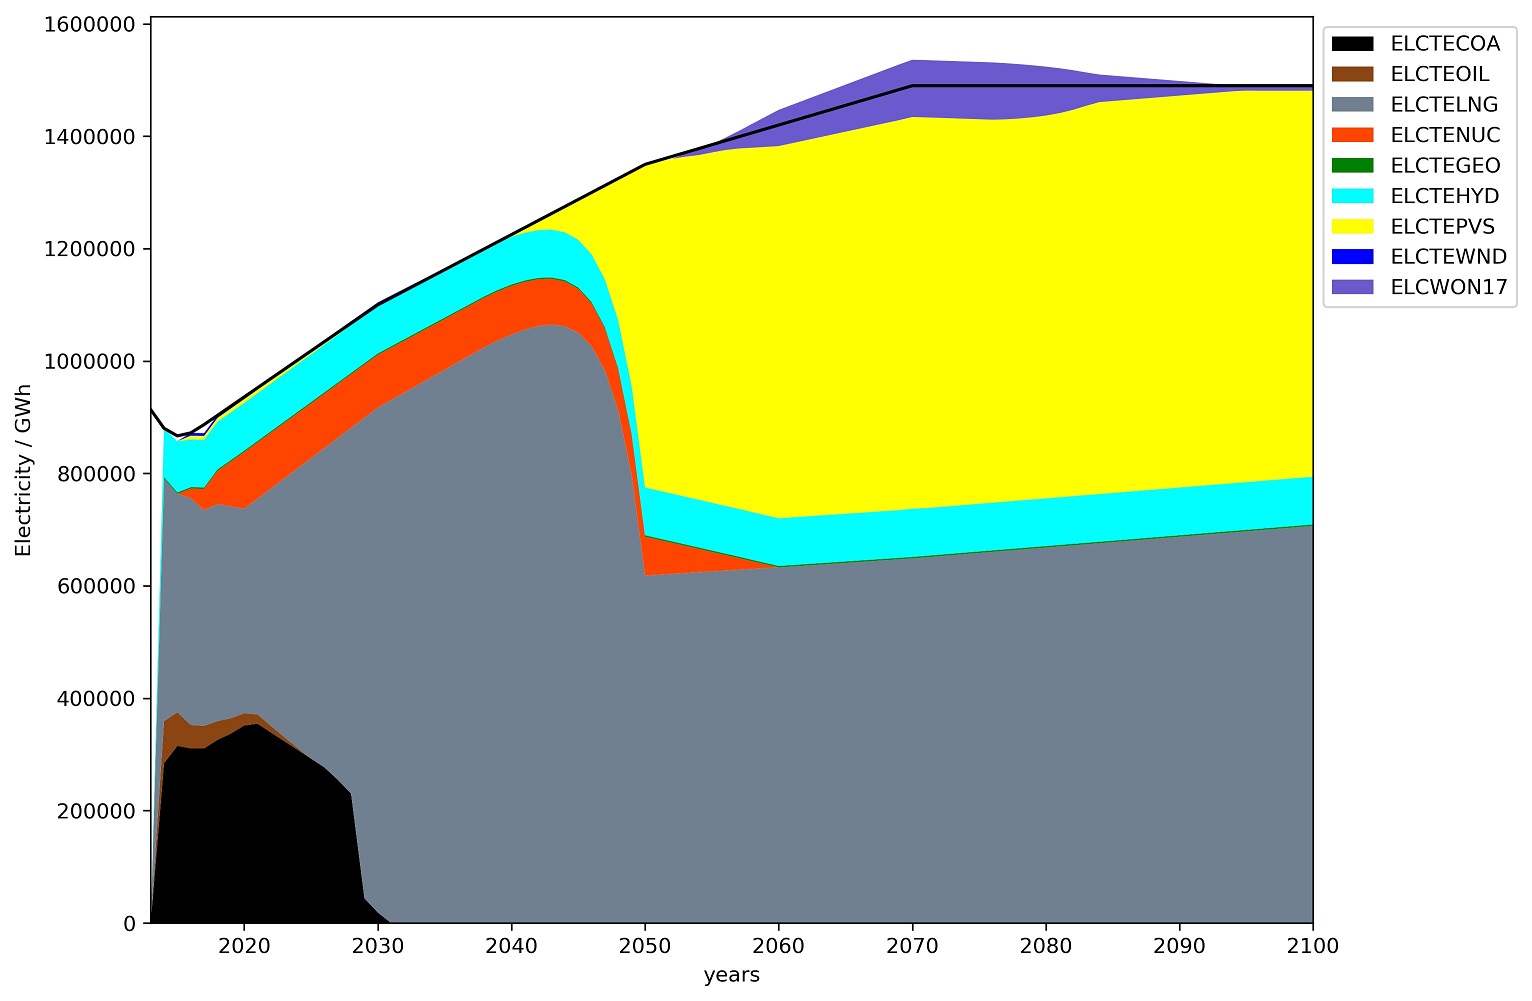 1600000
1400000
1200000
1000000
800000
600000
400000
200000
0
Electricity / GWh
2020 2030 2040 2050 2060 2070 2080 2090 2100
years
ELCTECOA
ELCTEOIL
ELCTELNG
ELCTENUC
ELCTEGEO
ELCTEHYD
ELCTEPVS
ELCTEWND
ELCWON17